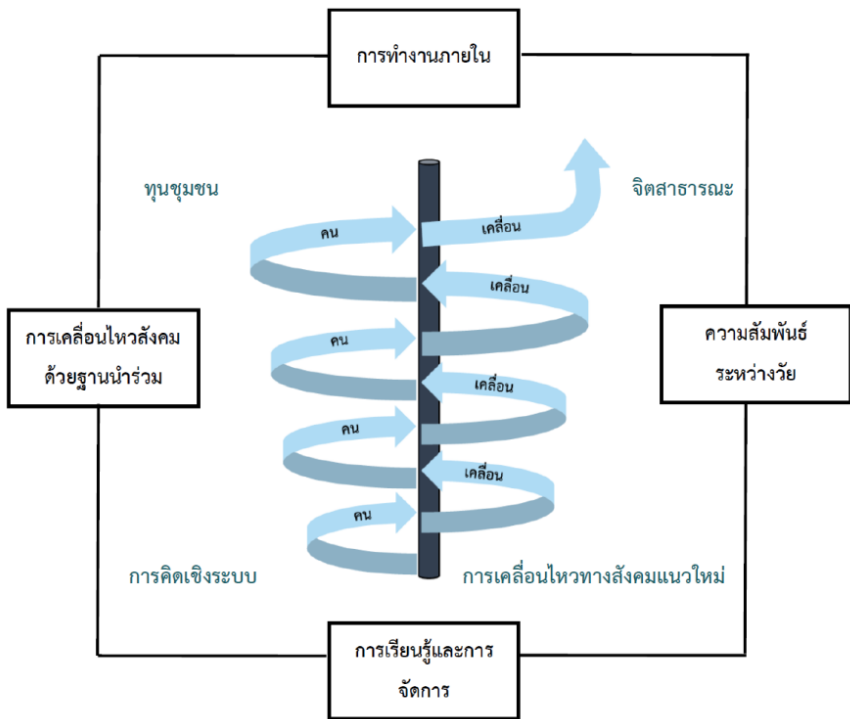 การทำงานภายใน
ทุนชุมชน
จิตสาธารณะ
คน
เคลื่อน
เคลื่อน
การเคลื่อนไหวสังคม
ด้วยฐานนำร่วม
คน
ความสัมพันธ์
ระหว่างวัย
เคลื่อน
คน
เคลื่อน
คน
การคิดเชิงระบบ
การเคลื่อนไหวทางสังคมแนวใหม่
การเรียนรู้และการ
จัดการ